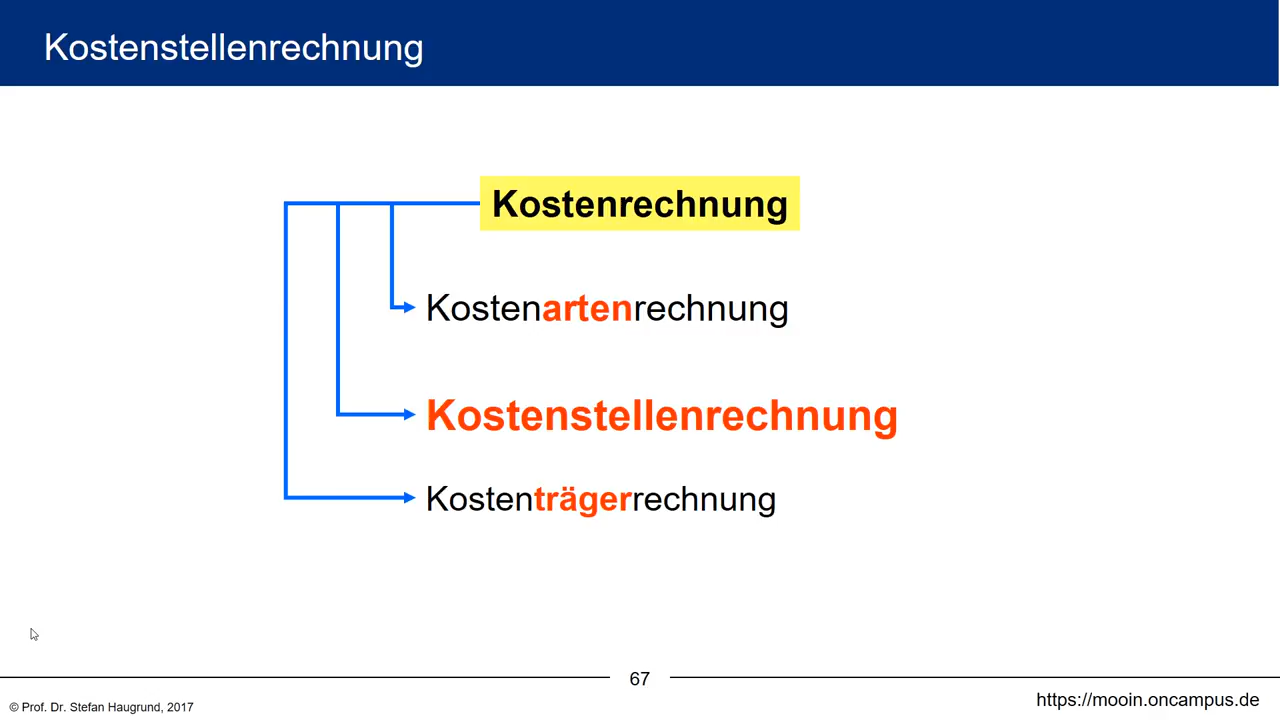 Kostenstellenrechnung
Kostenrechnung
Kostenartenrechnung
Kostenstellenrechnung
Kostenträgerrechnung
67
© Prof. Dr. Stefan Haugrund, 2017
https://mooin.oncampus.de